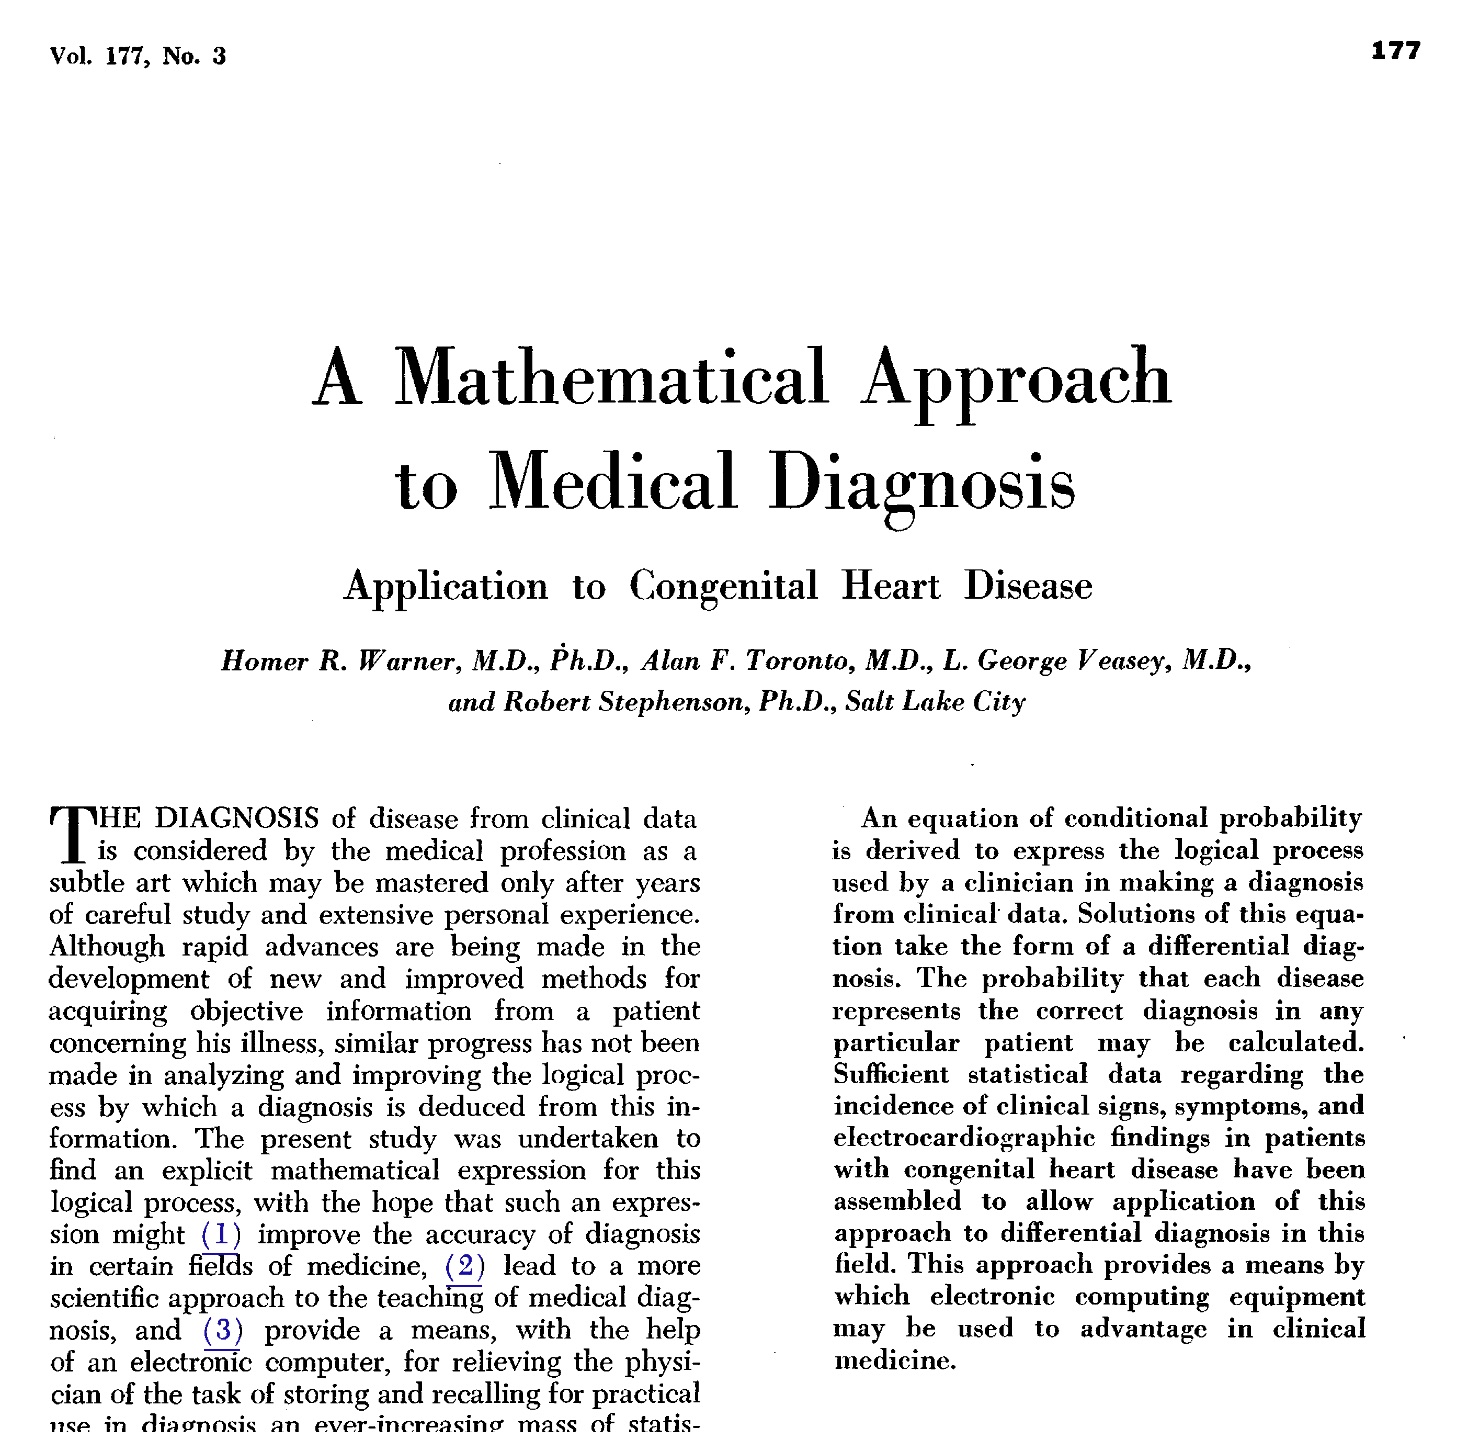 Vol. 177, No. 3
177
A Mathematical Approach
to Medical Diagnosis
Application to Congenital Heart Disease
Homer R. Warner, M.D., Ph.D., Alan F. Toronto, M.D., L. George Veasey, M.D.,
and Robert Stephenson, Ph.D., Salt Lake City
THE DIAGNOSIS of disease from clinical data
is considered by the medical profession as a
subtle art which may be mastered only after years
of careful study and extensive personal experience.
Although rapid advances are being made in the
development of new and improved methods for
acquiring objective information from a patient
concerning his illness, similar progress has not been
made in analyzing and improving the logical proc-
ess by which a diagnosis is deduced from this in-
formation. The present study was undertaken to
find an explicit mathematical expression for this
logical process, with the hope that such an expres-
sion might (1) improve the accuracy of diagnosis
in certain fields of medicine, (2) lead to a more
scientific approach to the teaching of medical diag-
nosis, and (3) provide a means, with the help
of an electronic computer, for relieving the physi-
cian of the task of storing and recalling for practical
use in diagnosis an ever-increasing mass of statis-
An equation of conditional probability
is derived to express the logical process
used by a clinician in making a diagnosis
from clinical data. Solutions of this equa-
tion take the form of a differential diag-
nosis. The probability that each disease
represents the correct diagnosis in any
particular patient may be calculated.
Sufficient statistical data regarding the
incidence of clinical signs, symptoms, and
electrocardiographic findings in patients
with congenital heart disease have been
assembled to allow application of this
approach to differential diagnosis in this
field. This approach provides a means by
which electronic computing equipment
may be used to advantage in clinical
medicine.